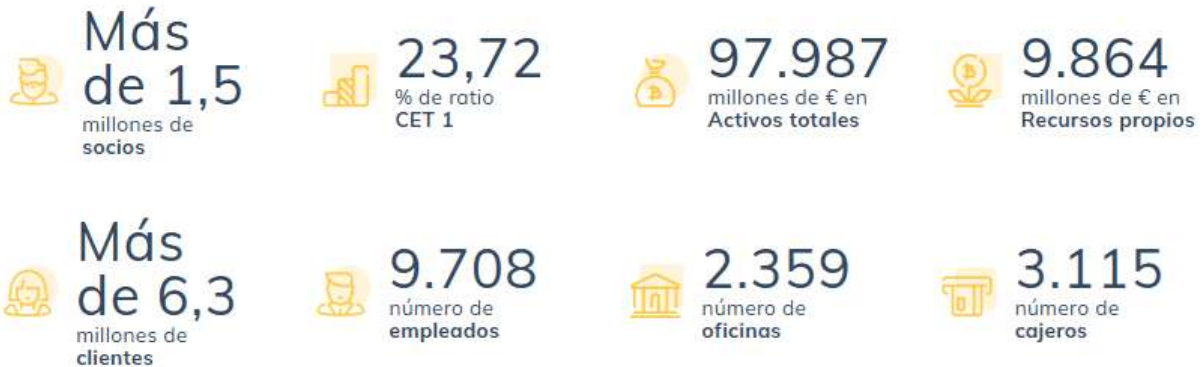 Más
de 1,5
millones de
socios
23,72
% de ratio
CET 1
97.987
millones de € en
Activos totales
9.864
millones de € en
Recursos propios
Más
de 6,3
millones de
clientes
9.708
número de
empleados
2.359
número de
oficinas
3.115
número de
cajeros